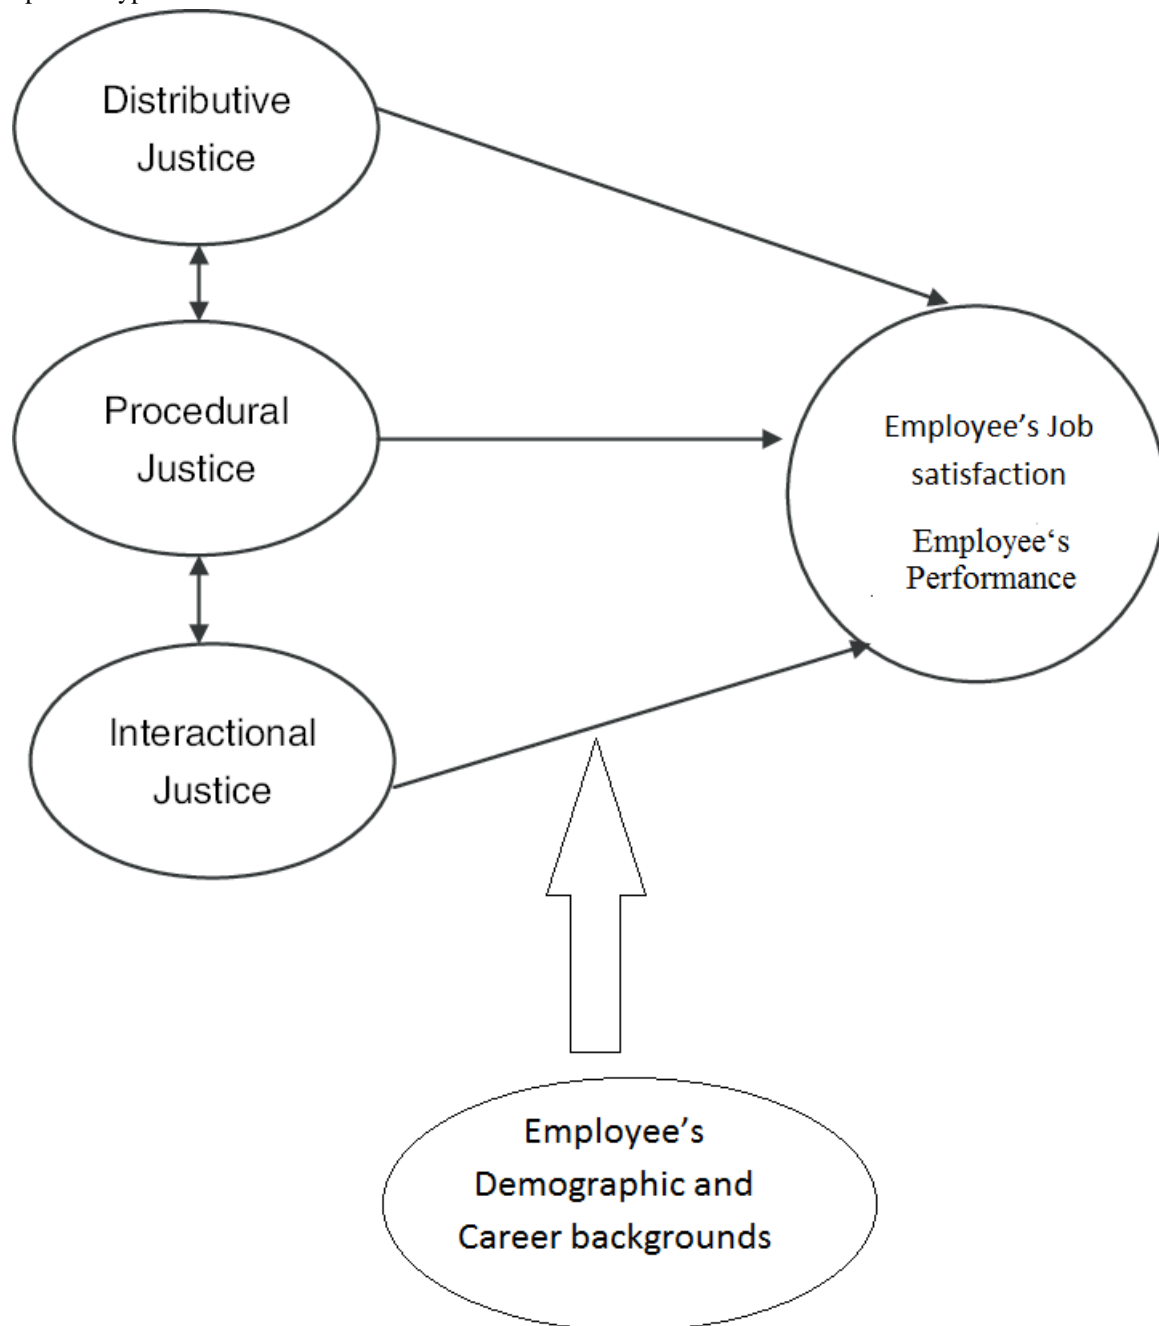 Distributive
Justice
Procedural
Justice
Interactional
Justice
Employee’s Job
satisfaction
Employee‘s
Performance
Employee’s
Demographic and
Career backgrounds